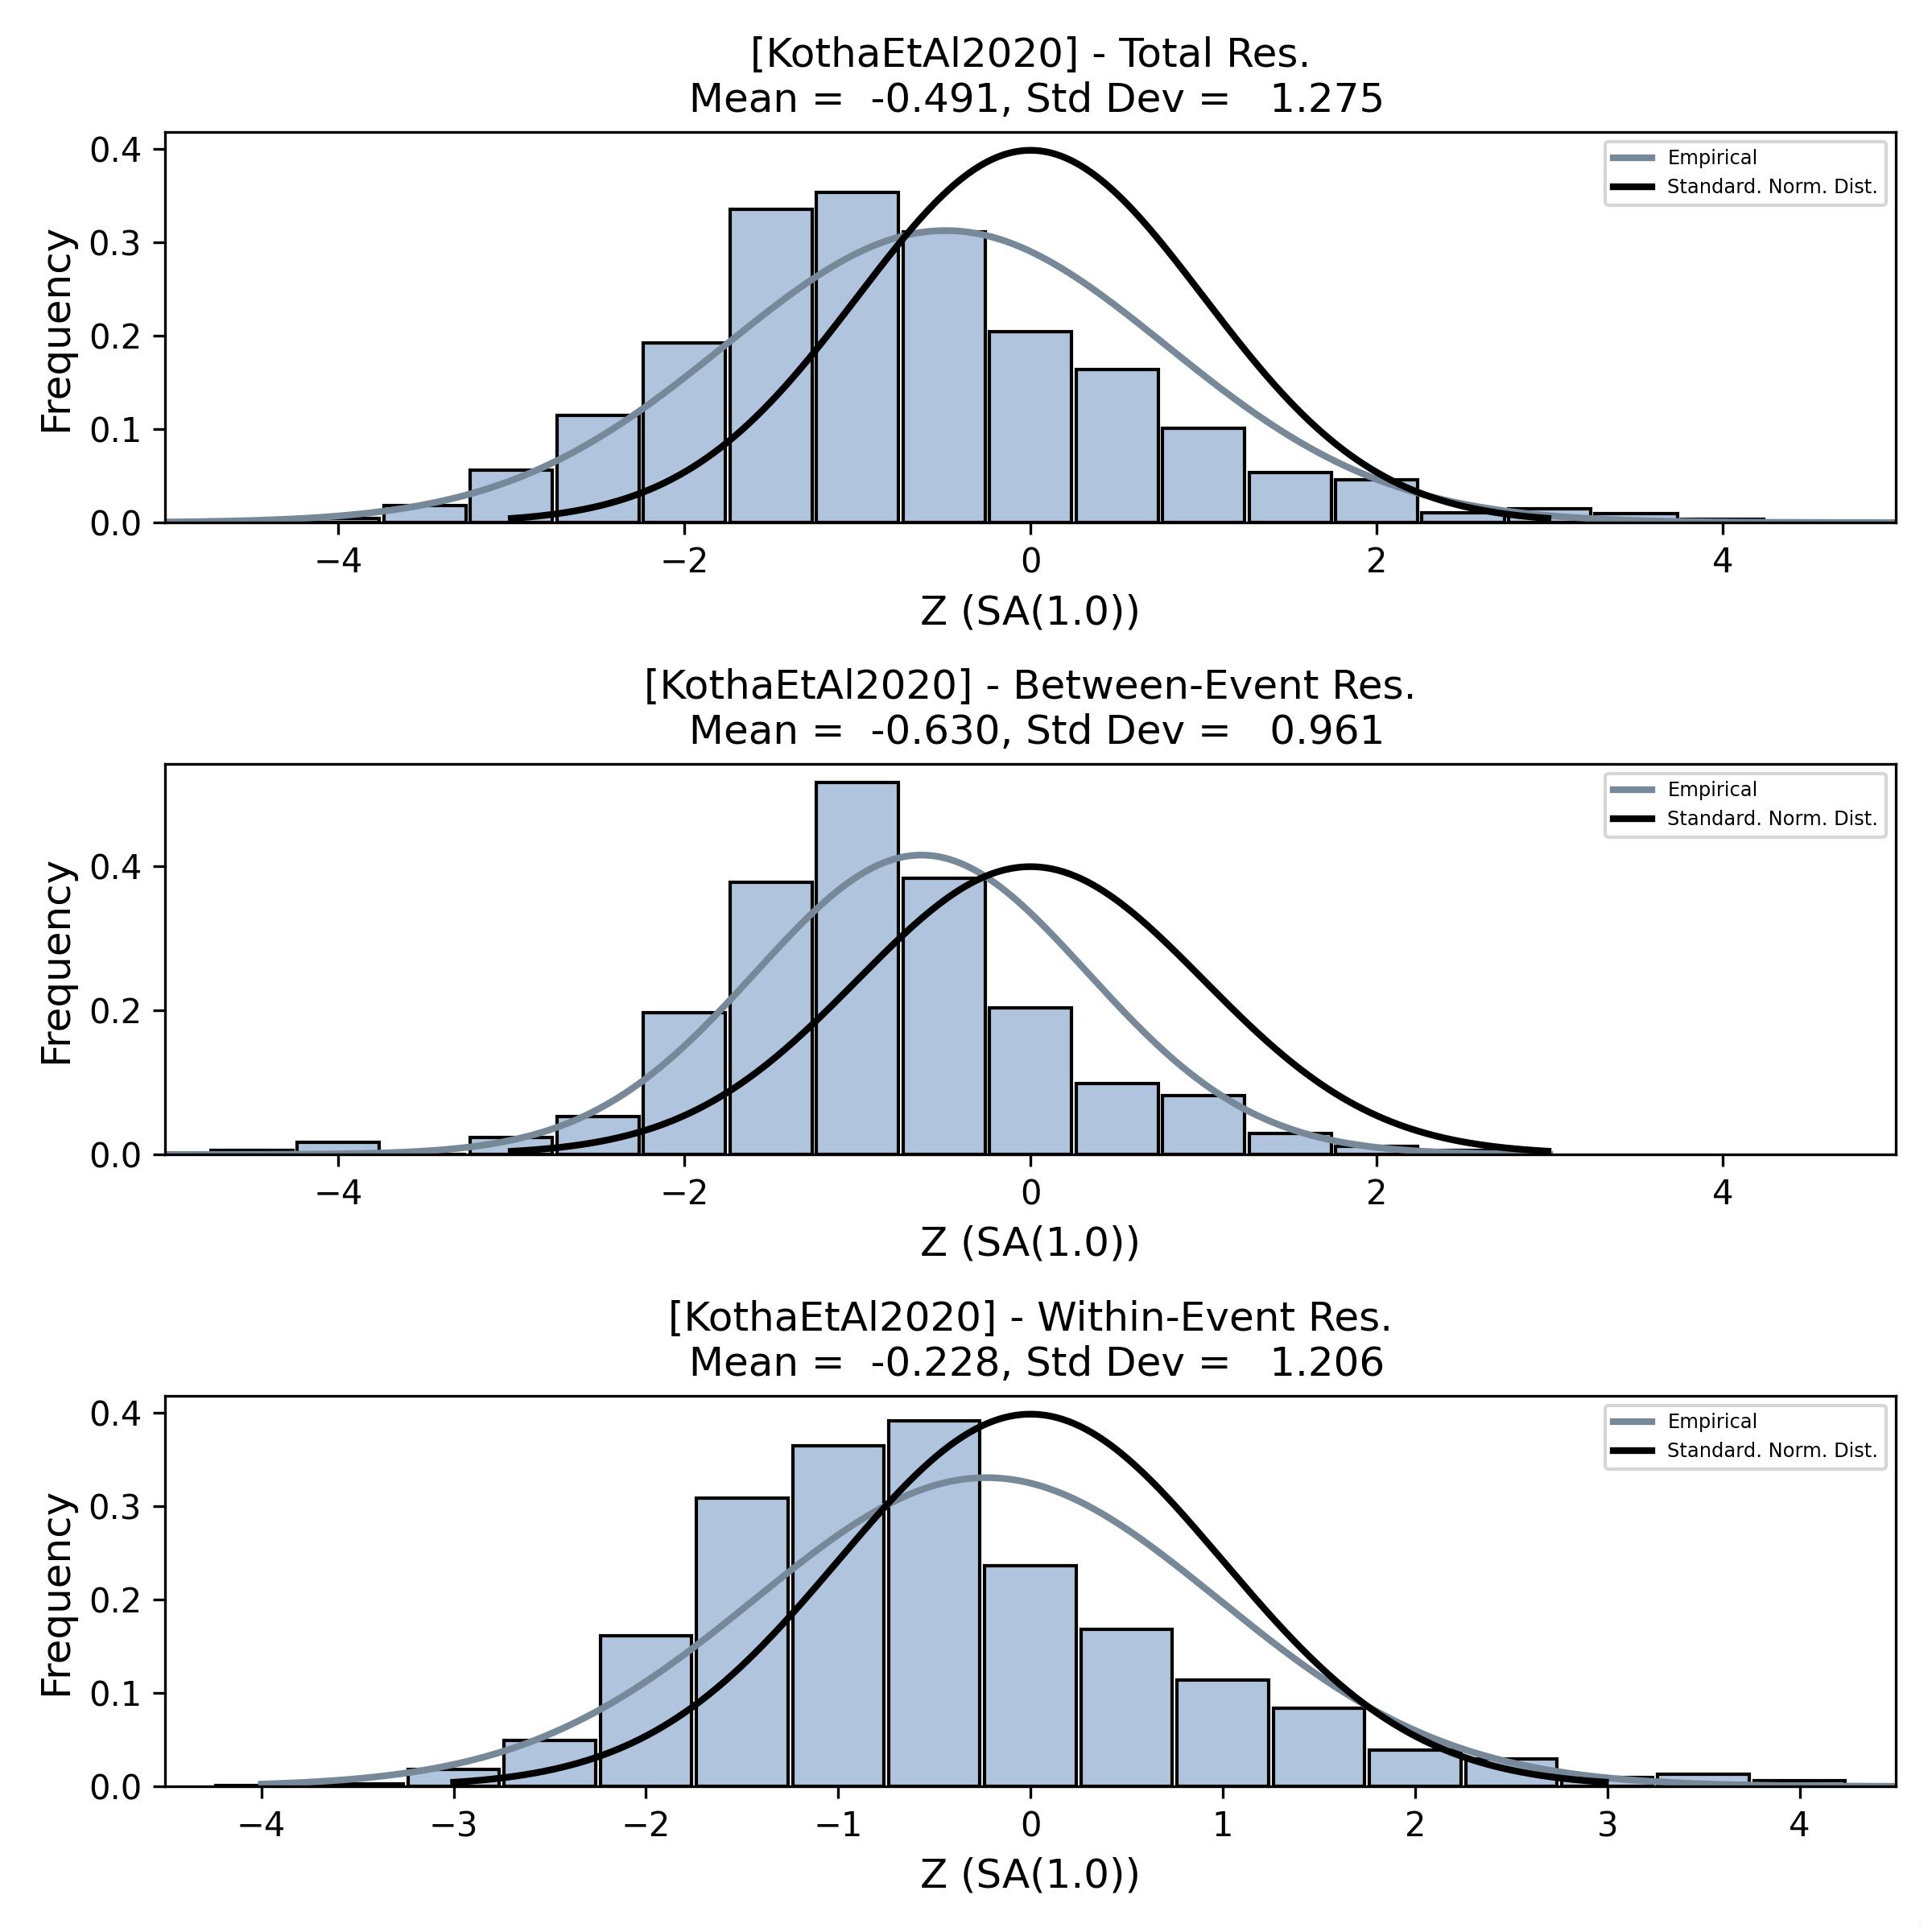 [KothaEtAl2020] - Total Res.
Mean = -0.491, Std Dev = 1.275
Empirical
Standard. Norm. Dist.
Frequency
0.4
0.3
0.2
0.1
0.0
−4 −2 0 2 4
Z (SA(1.0))
[KothaEtAl2020] - Between-Event Res.
Mean = -0.630, Std Dev = 0.961
Empirical
Standard. Norm. Dist.
Frequency
0.4
0.2
0.0
−4 −2 0 2 4
Z (SA(1.0))
[KothaEtAl2020] - Within-Event Res.
Mean = -0.228, Std Dev = 1.206
Empirical
Standard. Norm. Dist.
Frequency
0.4
0.3
0.2
0.1
0.0
−4 −3 −2 −1 0 1 2 3 4
Z (SA(1.0))